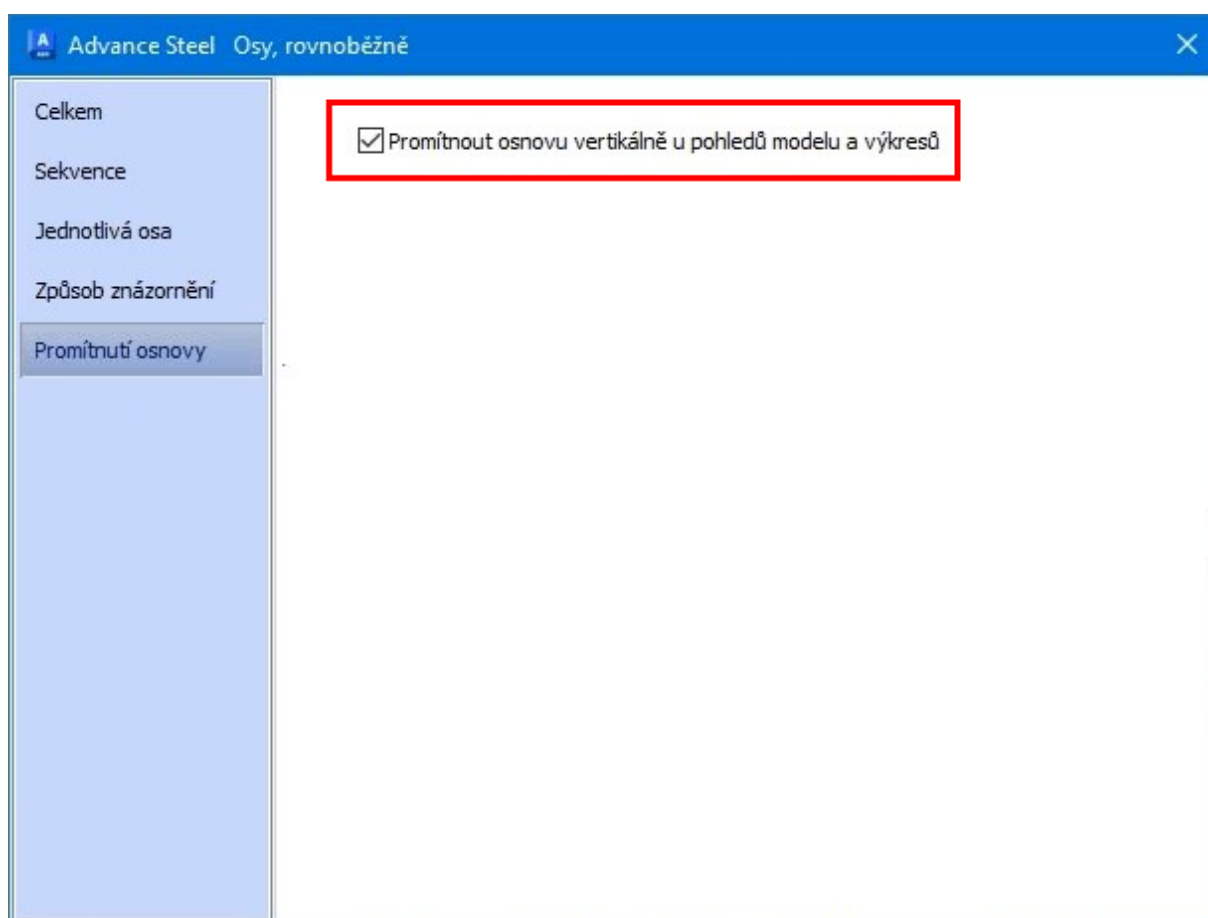 Advance Steel Osy, rovnoběžně
Celkem
Sekvence
Jednotlivá osa
Způsob znázornění
Promítnutí osnovy
Promítnout osnovu vertikálně u pohledů modelu a výkresů